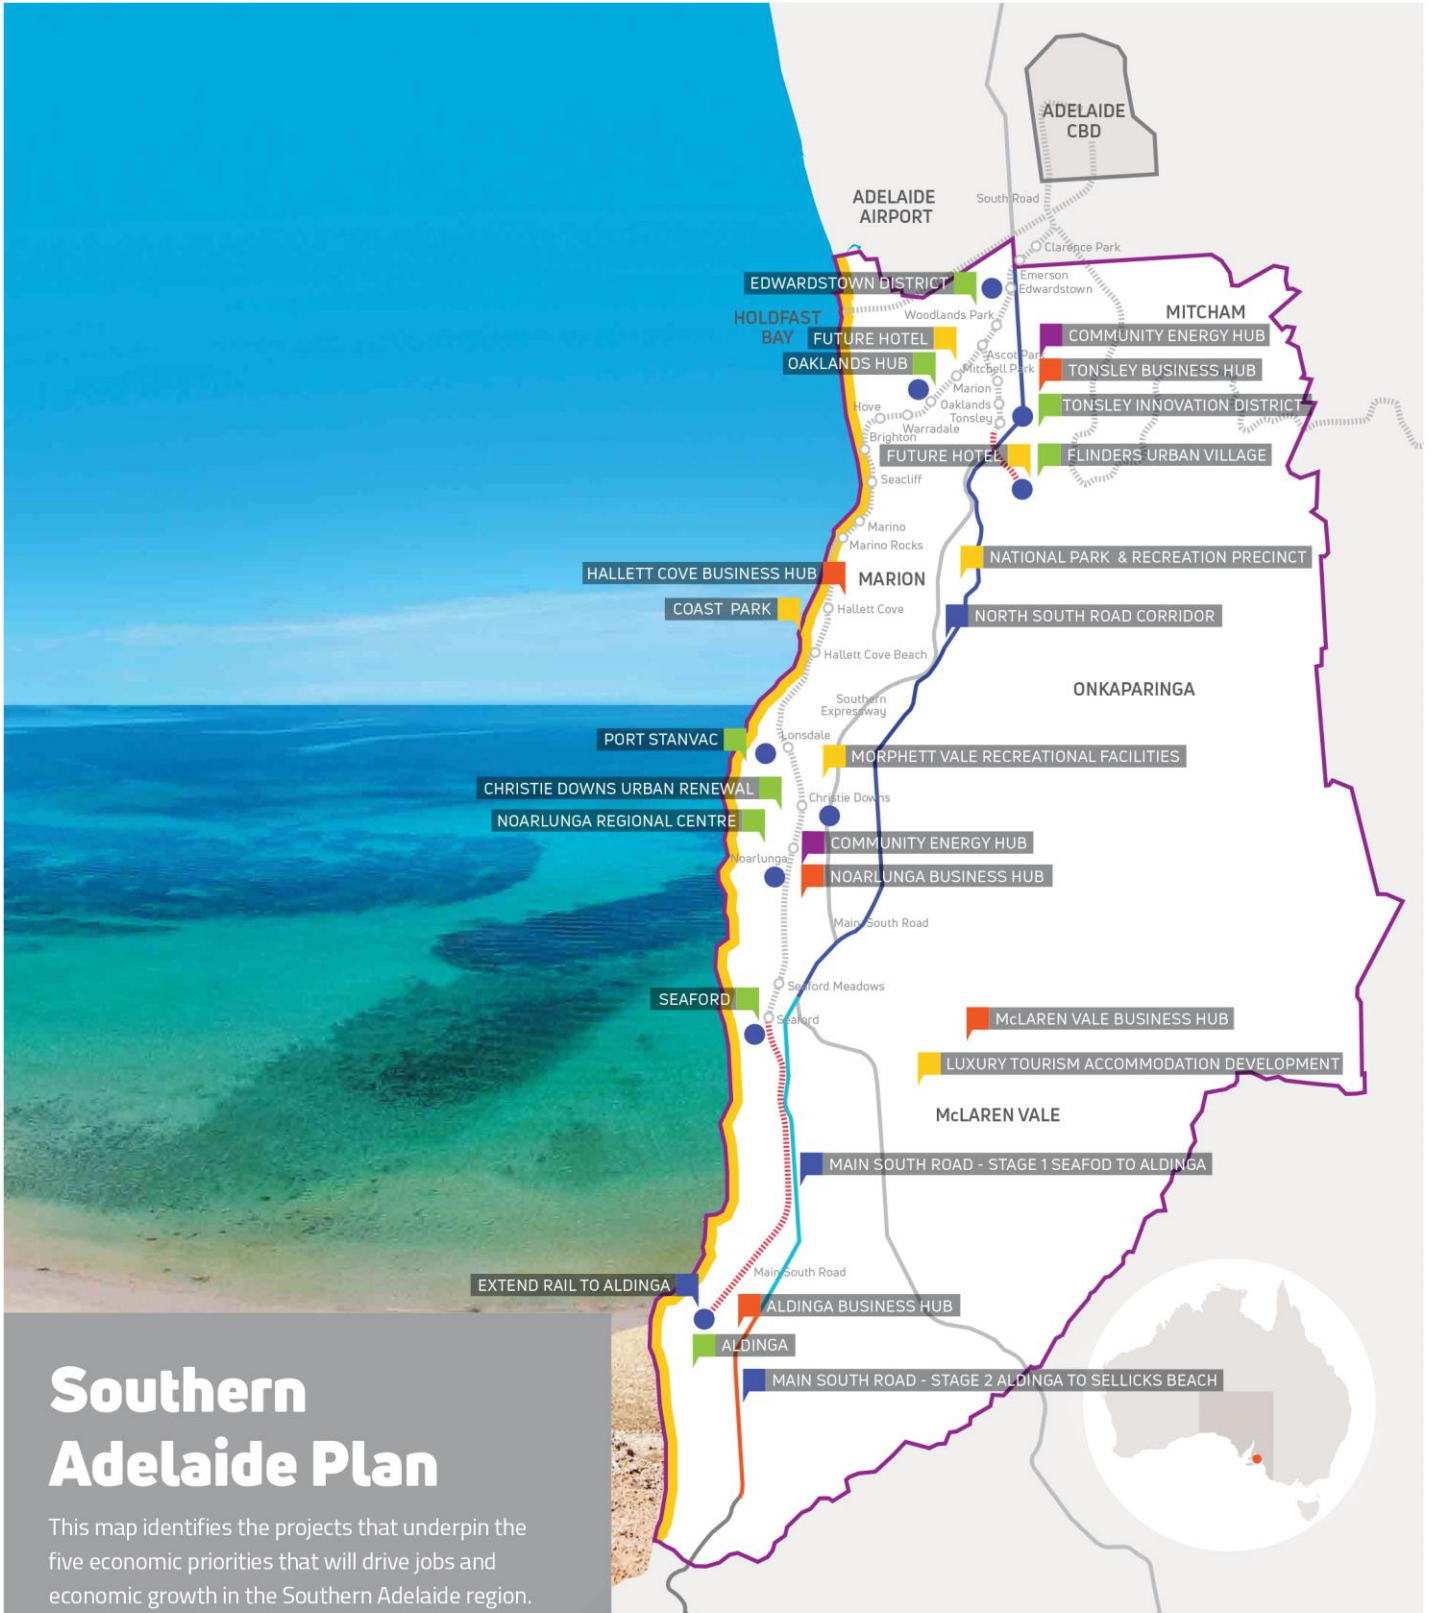 ADELAIDE
CBD
South Road
ADELAIDE
AIRPORT
Clarence Park
Emerson
Edwardstown
EDWARDSTOWN DISTRICT
MITCHAM
Woodlands Park
HOLDFAST
BAY
FUTURE HOTEL
COMMUNITY ENERGY HUB
OAKLANDS HUB
Ascot Park
Mitchell Park
TONSLEY BUSINESS HUB
Marion
Hove
Oaklands
TONSLEY INNOVATION DISTRICT
Tonsley
Warradale
Brighton
FUTURE HOTEL
FLINDERS URBAN VILLAGE
Seacliff
Marino
Marino Rocks
NATIONAL PARK & RECREATION PRECINCT
HALLETT COVE BUSINESS HUB
MARION
COAST PARK
Hallett Cove
NORTH SOUTH ROAD CORRIDOR
Hallett Cove Beach
ONKAPARINGA
Southern
Expressway
PORT STANVAC
Lonsdale
MORPHETT VALE RECREATIONAL FACILITIES
CHRISTIE DOWNS URBAN RENEWAL
Christie Downs
NOARLUNGA REGIONAL CENTRE
COMMUNITY ENERGY HUB
Noarlunga
NOARLUNGA BUSINESS HUB
Main South Road
Seaford Meadows
SEAFORD
Seaford
McLAREN VALE BUSINESS HUB
LUXURY TOURISM ACCOMMODATION DEVELOPMENT
McLAREN VALE
MAIN SOUTH ROAD - STAGE 1 SEAFOD TO ALDINGA
Main South Road
EXTEND RAIL TO ALDINGA
ALDINGA BUSINESS HUB
ALDINGA
MAIN SOUTH ROAD - STAGE 2 ALDINGA TO SELLICKS BEACH
Southern
Adelaide Plan
This map identifies the projects that underpin the
five economic priorities that will drive jobs and
economic growth in the Southern Adelaide region.